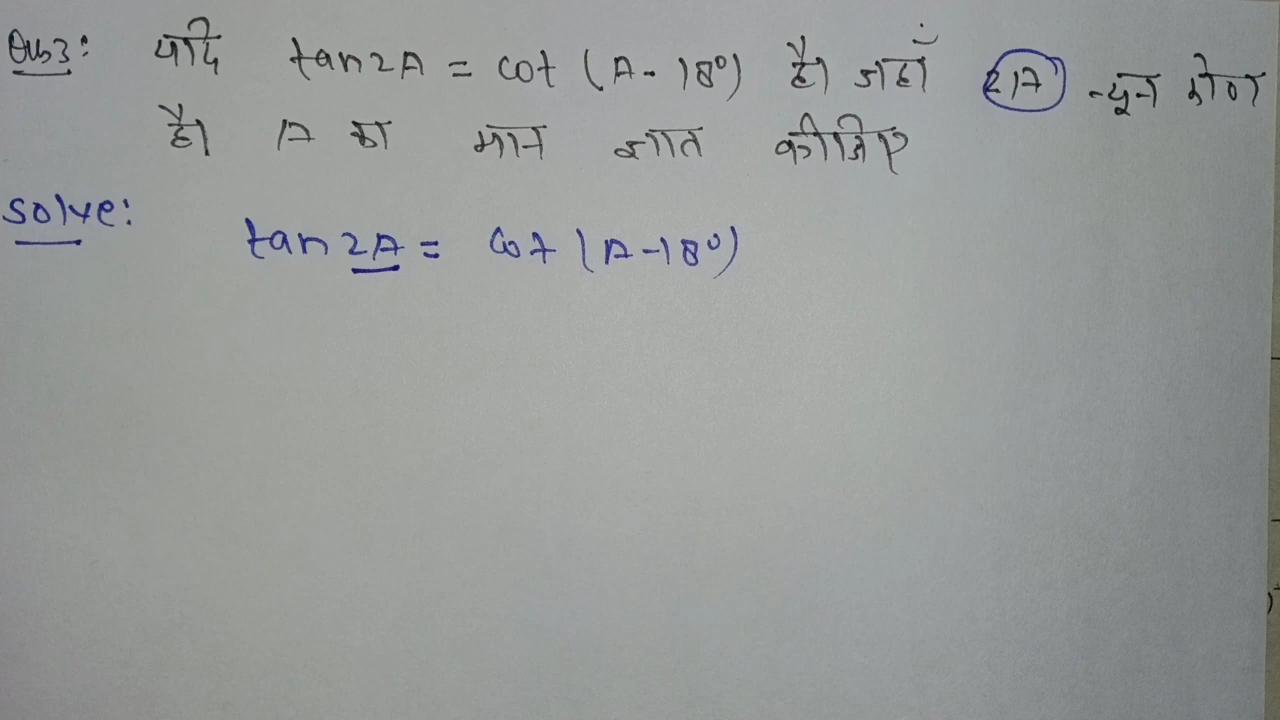 Qus3: यदि tan2A = cot (A - 18°) है। जहाँ 2A न्यून कोण
है। A का मान ज्ञात कीजिए
Solve:
tan2A = cot (A-18°)